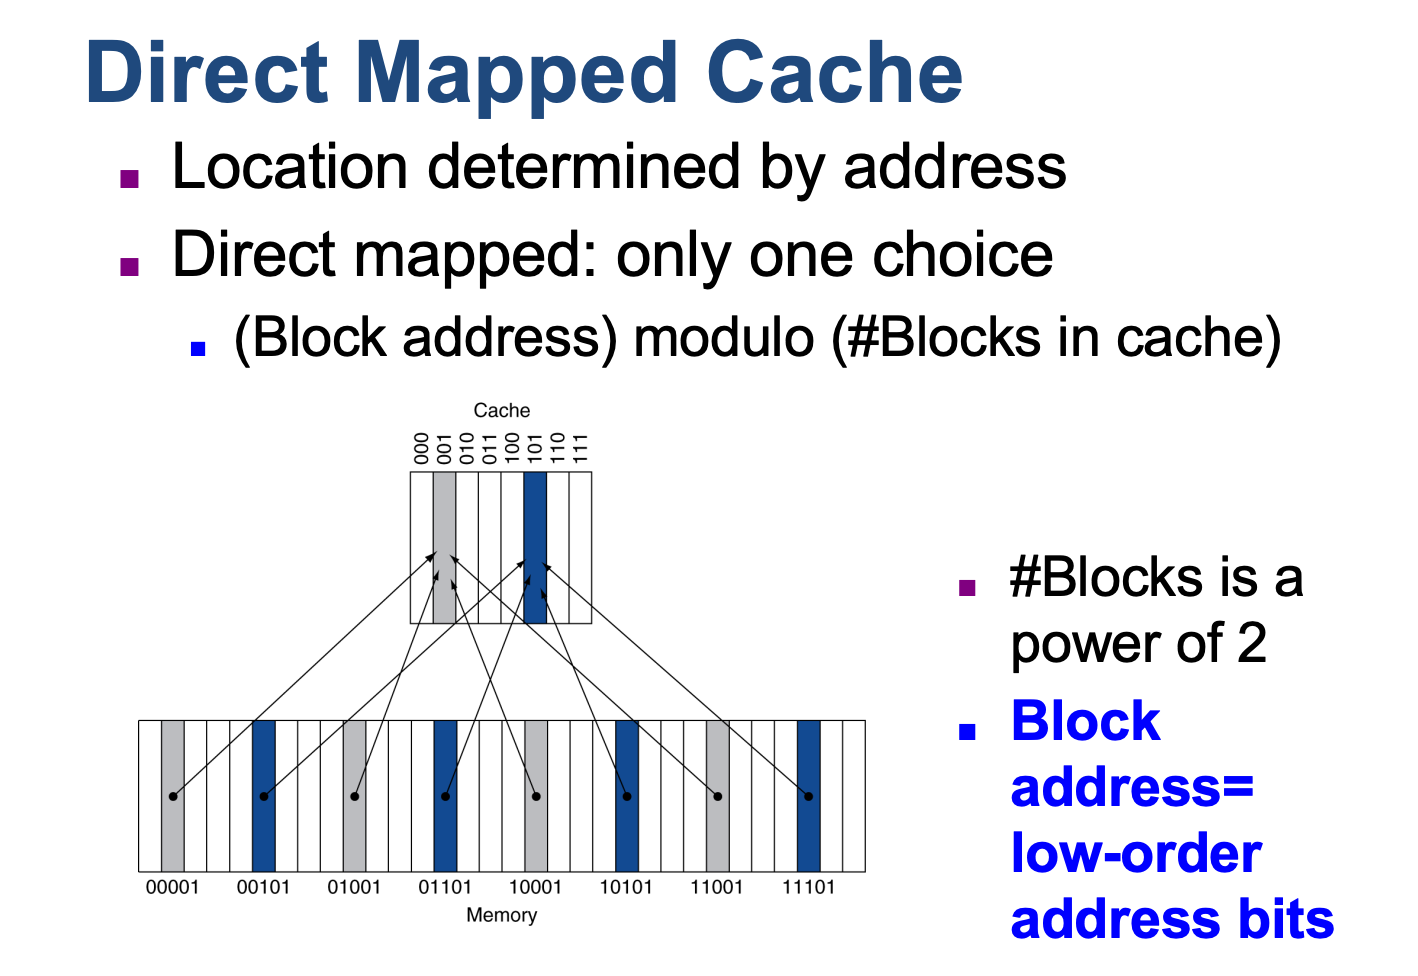 Direct Mapped Cache
Location determined by address
Direct mapped: only one choice
(Block address) modulo (#Blocks in cache)
Cache
000 001 010 011 100 101 110 111
#Blocks is a
power of 2
Block
address=
low-order
address bits
00001 00101 01001 01101 10001 10101 11001 11101
Memory